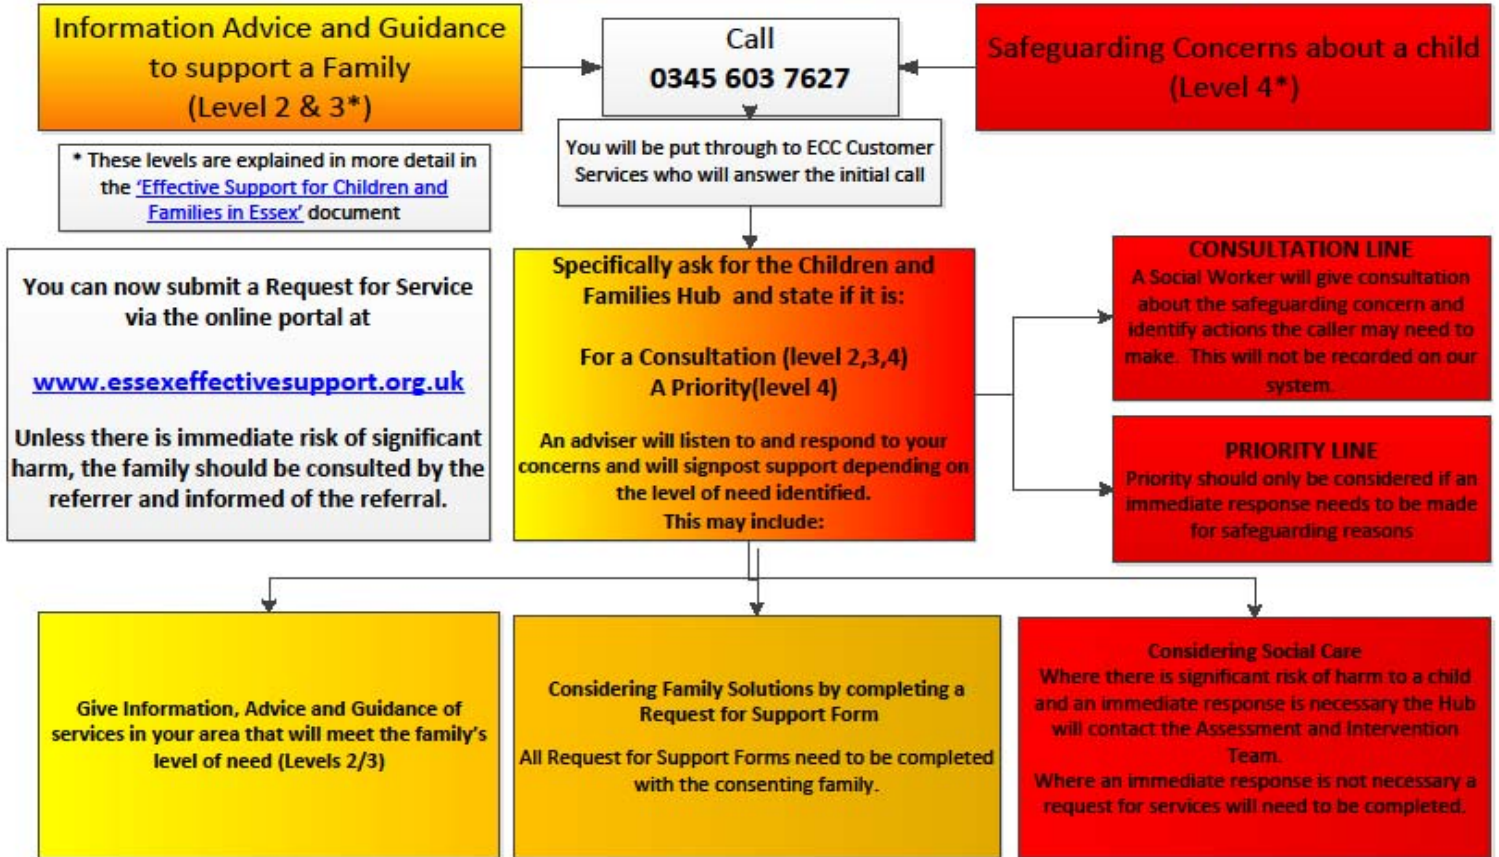 Information Advice and Guidance
to support a Family
(Level 2 & 3*)
Call
0345 603 7627
Safeguarding Concerns about a child
(Level 4*)
* These levels are explained in more detail in
the ‘Effective Support for Children and
Families in Essex’ document
You will be put through to ECC Customer
Services who will answer the initial call
You can now submit a Request for Service
via the online portal at
www.essexeffectivesupport.org.uk
Unless there is immediate risk of significant
harm, the family should be consulted by the
referrer and informed of the referral.
Specifically ask for the Children and
Families Hub and state if it is:
For a Consultation (level 2,3,4)
A Priority(level 4)
An adviser will listen to and respond to your
concerns and will signpost support depending on
the level of need identified.
This may include:
CONSULTATION LINE
A Social Worker will give consultation
about the safeguarding concern and
identify actions the caller may need to
make. This will not be recorded on our
system.
PRIORITY LINE
Priority should only be considered if an
immediate response needs to be made
for safeguarding reasons
Give Information, Advice and Guidance of
services in your area that will meet the family’s
level of need (Levels 2/3)
Considering Family Solutions by completing a
Request for Support Form
All Request for Support Forms need to be completed
with the consenting family.
Considering Social Care
Where there is significant risk of harm to a child
and an immediate response is necessary the Hub
will contact the Assessment and Intervention
Team.
Where an immediate response is not necessary a
request for services will need to be completed.